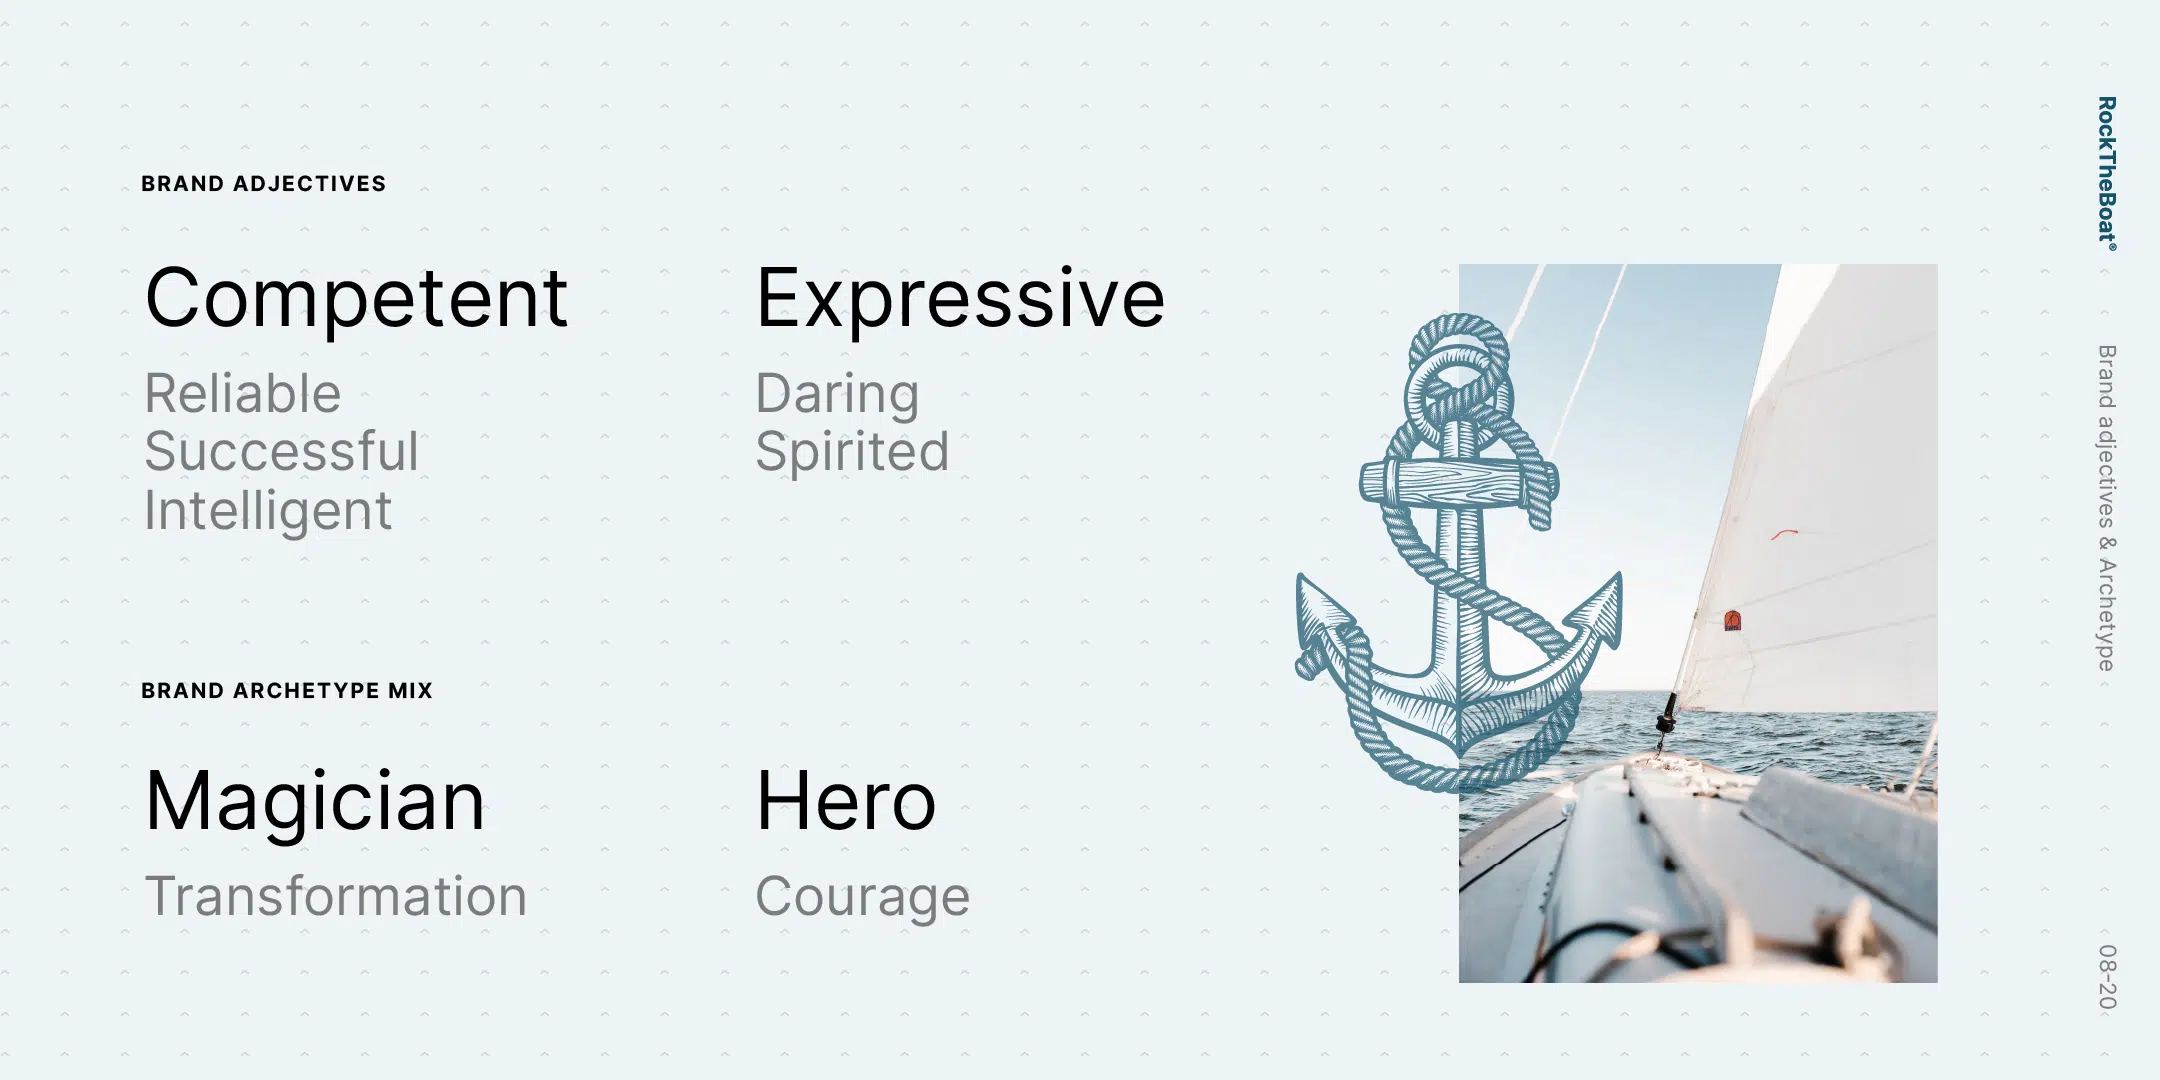 BRAND ADJECTIVES
Competent
Reliable
Successful
Intelligent
Expressive
Daring
Spirited
BRAND ARCHETYPE MIX
Magician
Transformation
Hero
Courage
RockTheBoat®
Brand adjectives & Archetype
08-20